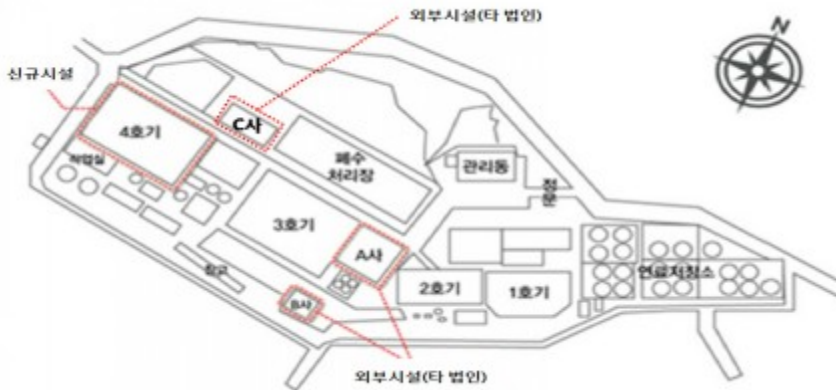 외부시설(타 법인)
N
신규시설
C사
4호기
작업실
폐수
처리장
관리동
정문
3호기
A사
연료저장소
창고
2호기
1호기
B사
외부시설(타 법인)